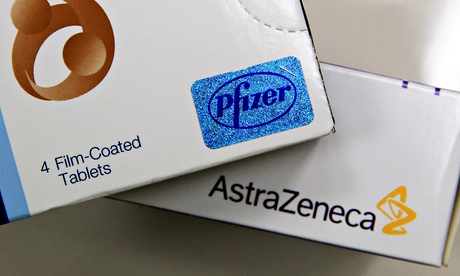 Pfizer
4 Film-Coated
Tablets
AstraZeneca